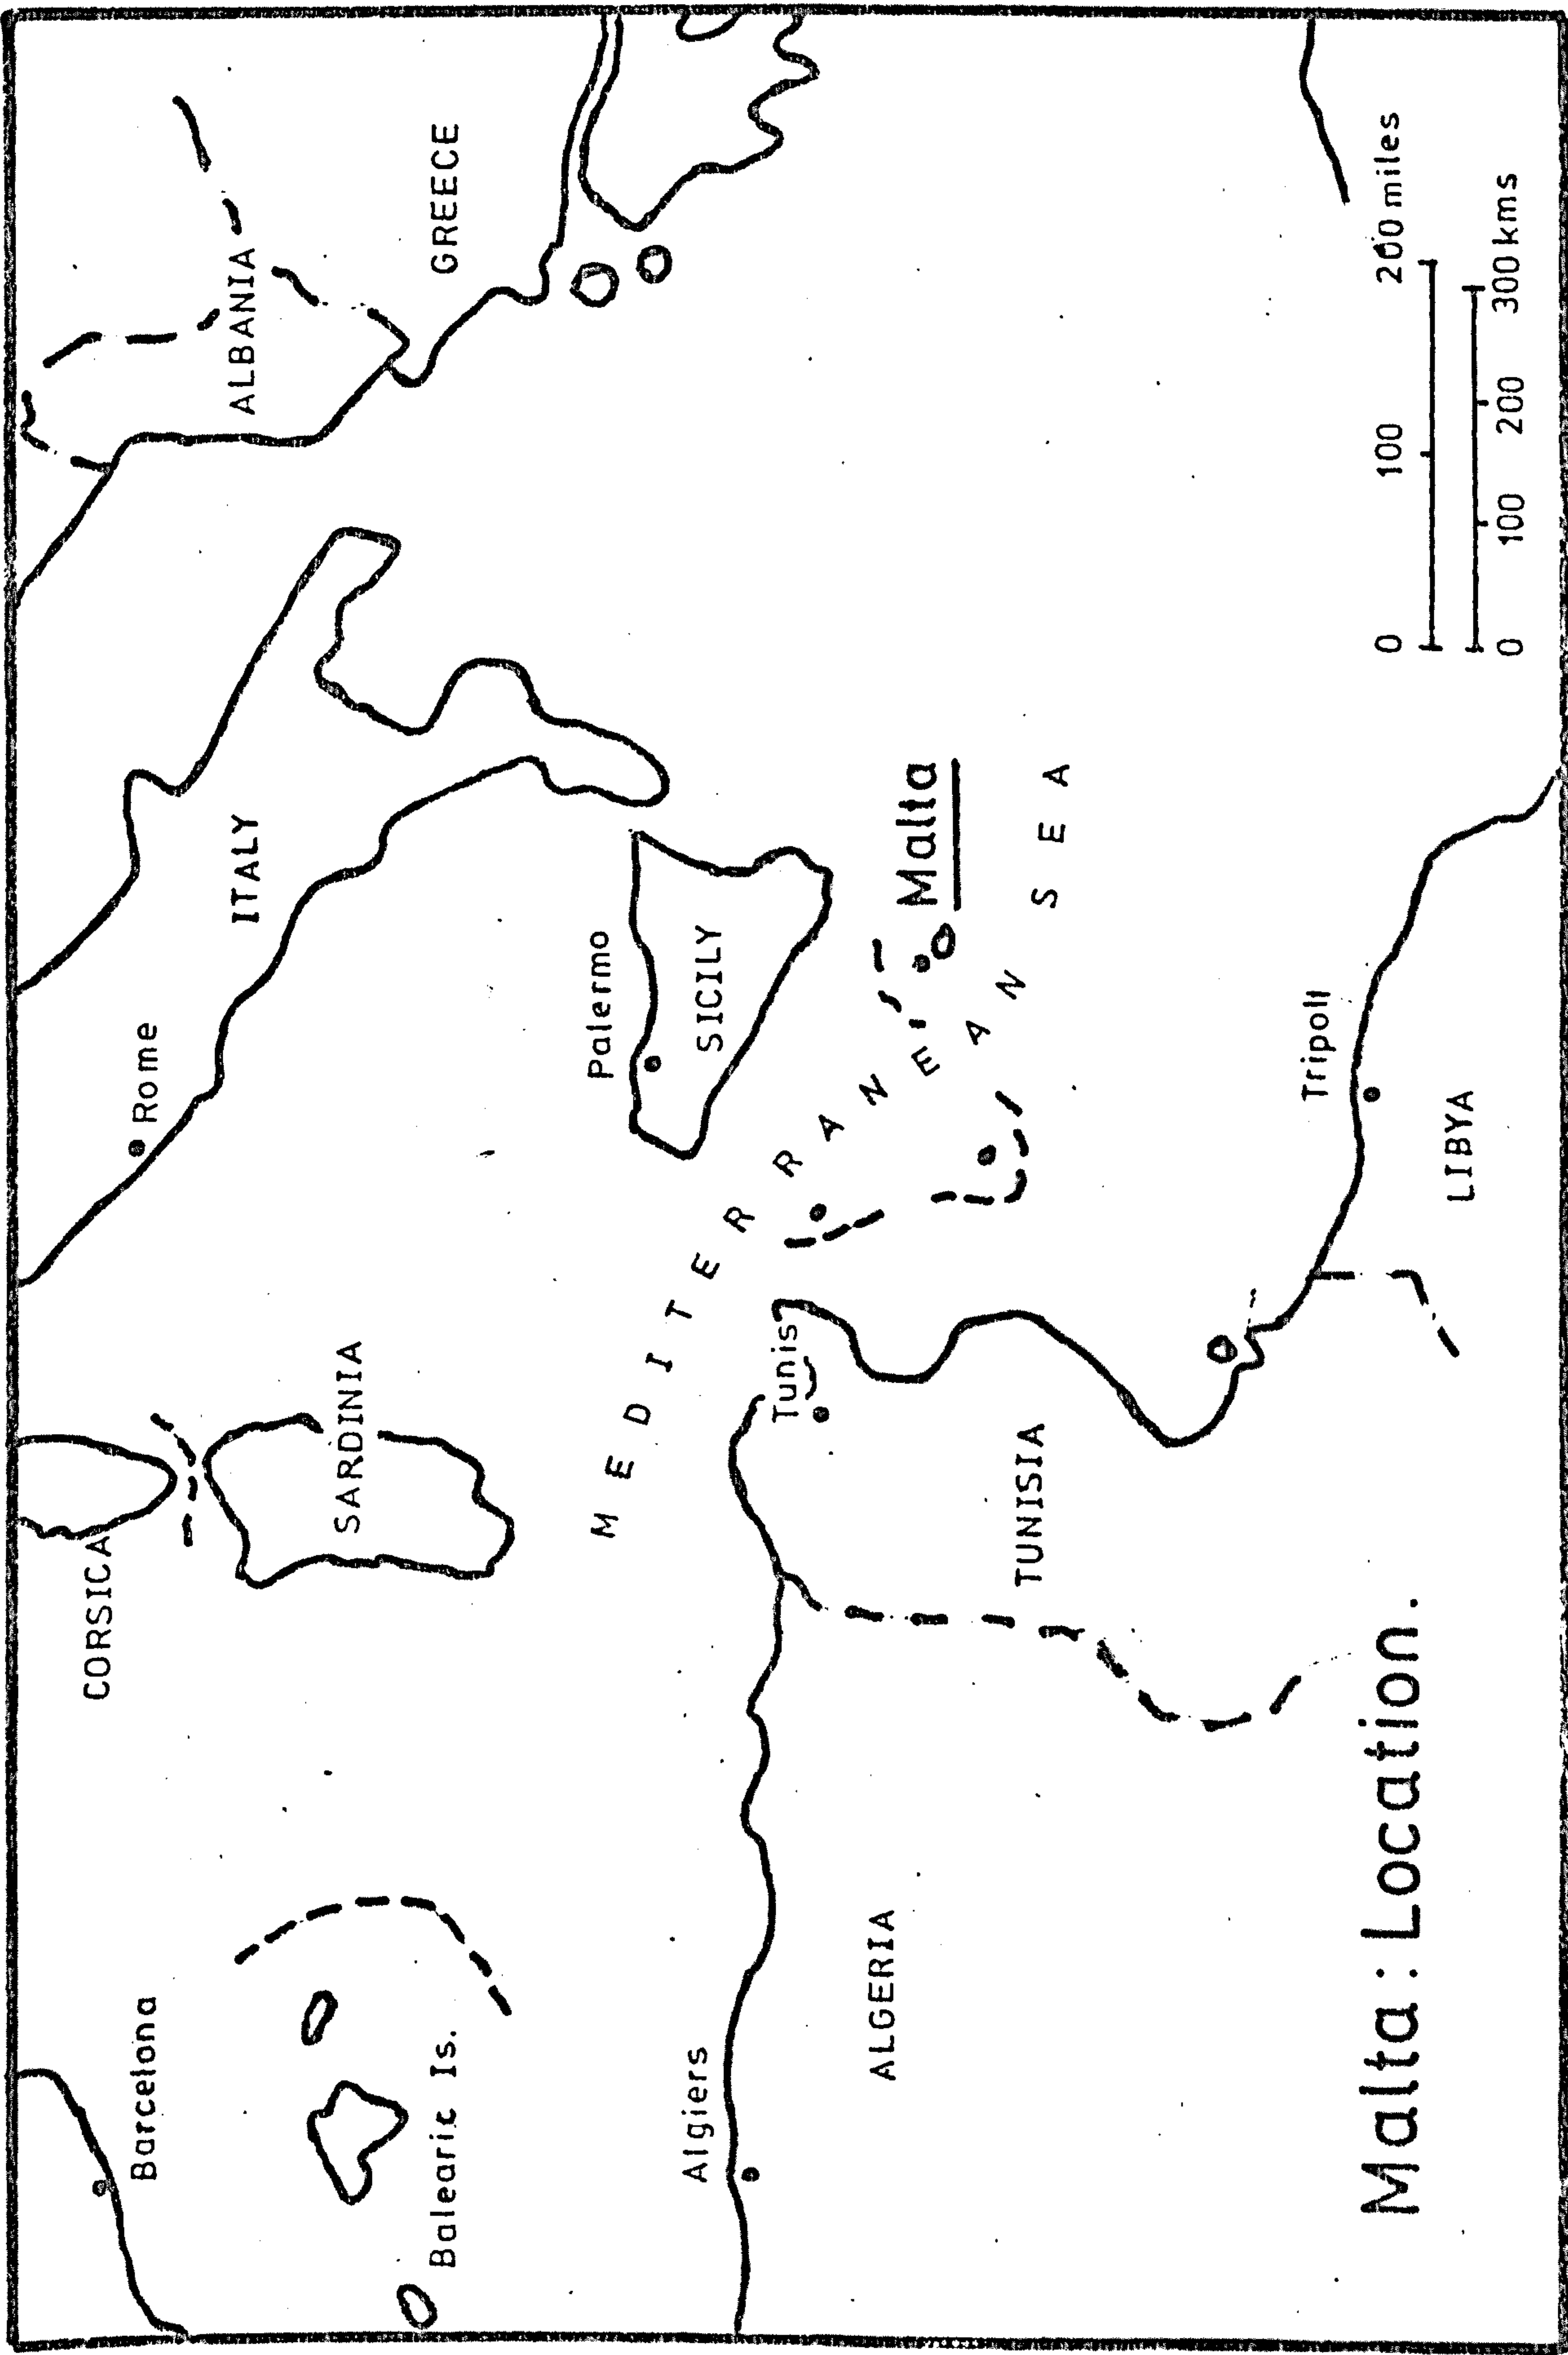 Barcelona
Balearic Is.
CORSICA
SARDINIA
Rome
ITALY
ALBANIA
GREECE
Palermo
SICILY
MEDITERRANEAN SEA
Malta
Algiers
ALGERIA
Tunis
TUNISIA
Tripoli
LIBYA
Malta : Location.
0 100 200 miles
0 100 200 300 kms